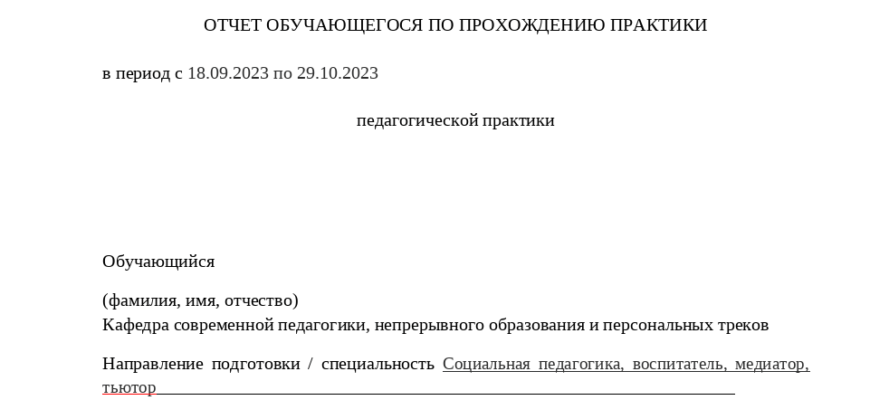 ОТЧЕТ ОБУЧАЮЩЕГОСЯ ПО ПРОХОЖДЕНИЮ ПРАКТИКИ
в период с 18.09.2023 по 29.10.2023
педагогической практики
Обучающийся
(фамилия, имя, отчество)
Кафедра современной педагогики, непрерывного образования и персональных треков
Направление подготовки / специальность Социальная педагогика, воспитатель, медиатор,
тьютор